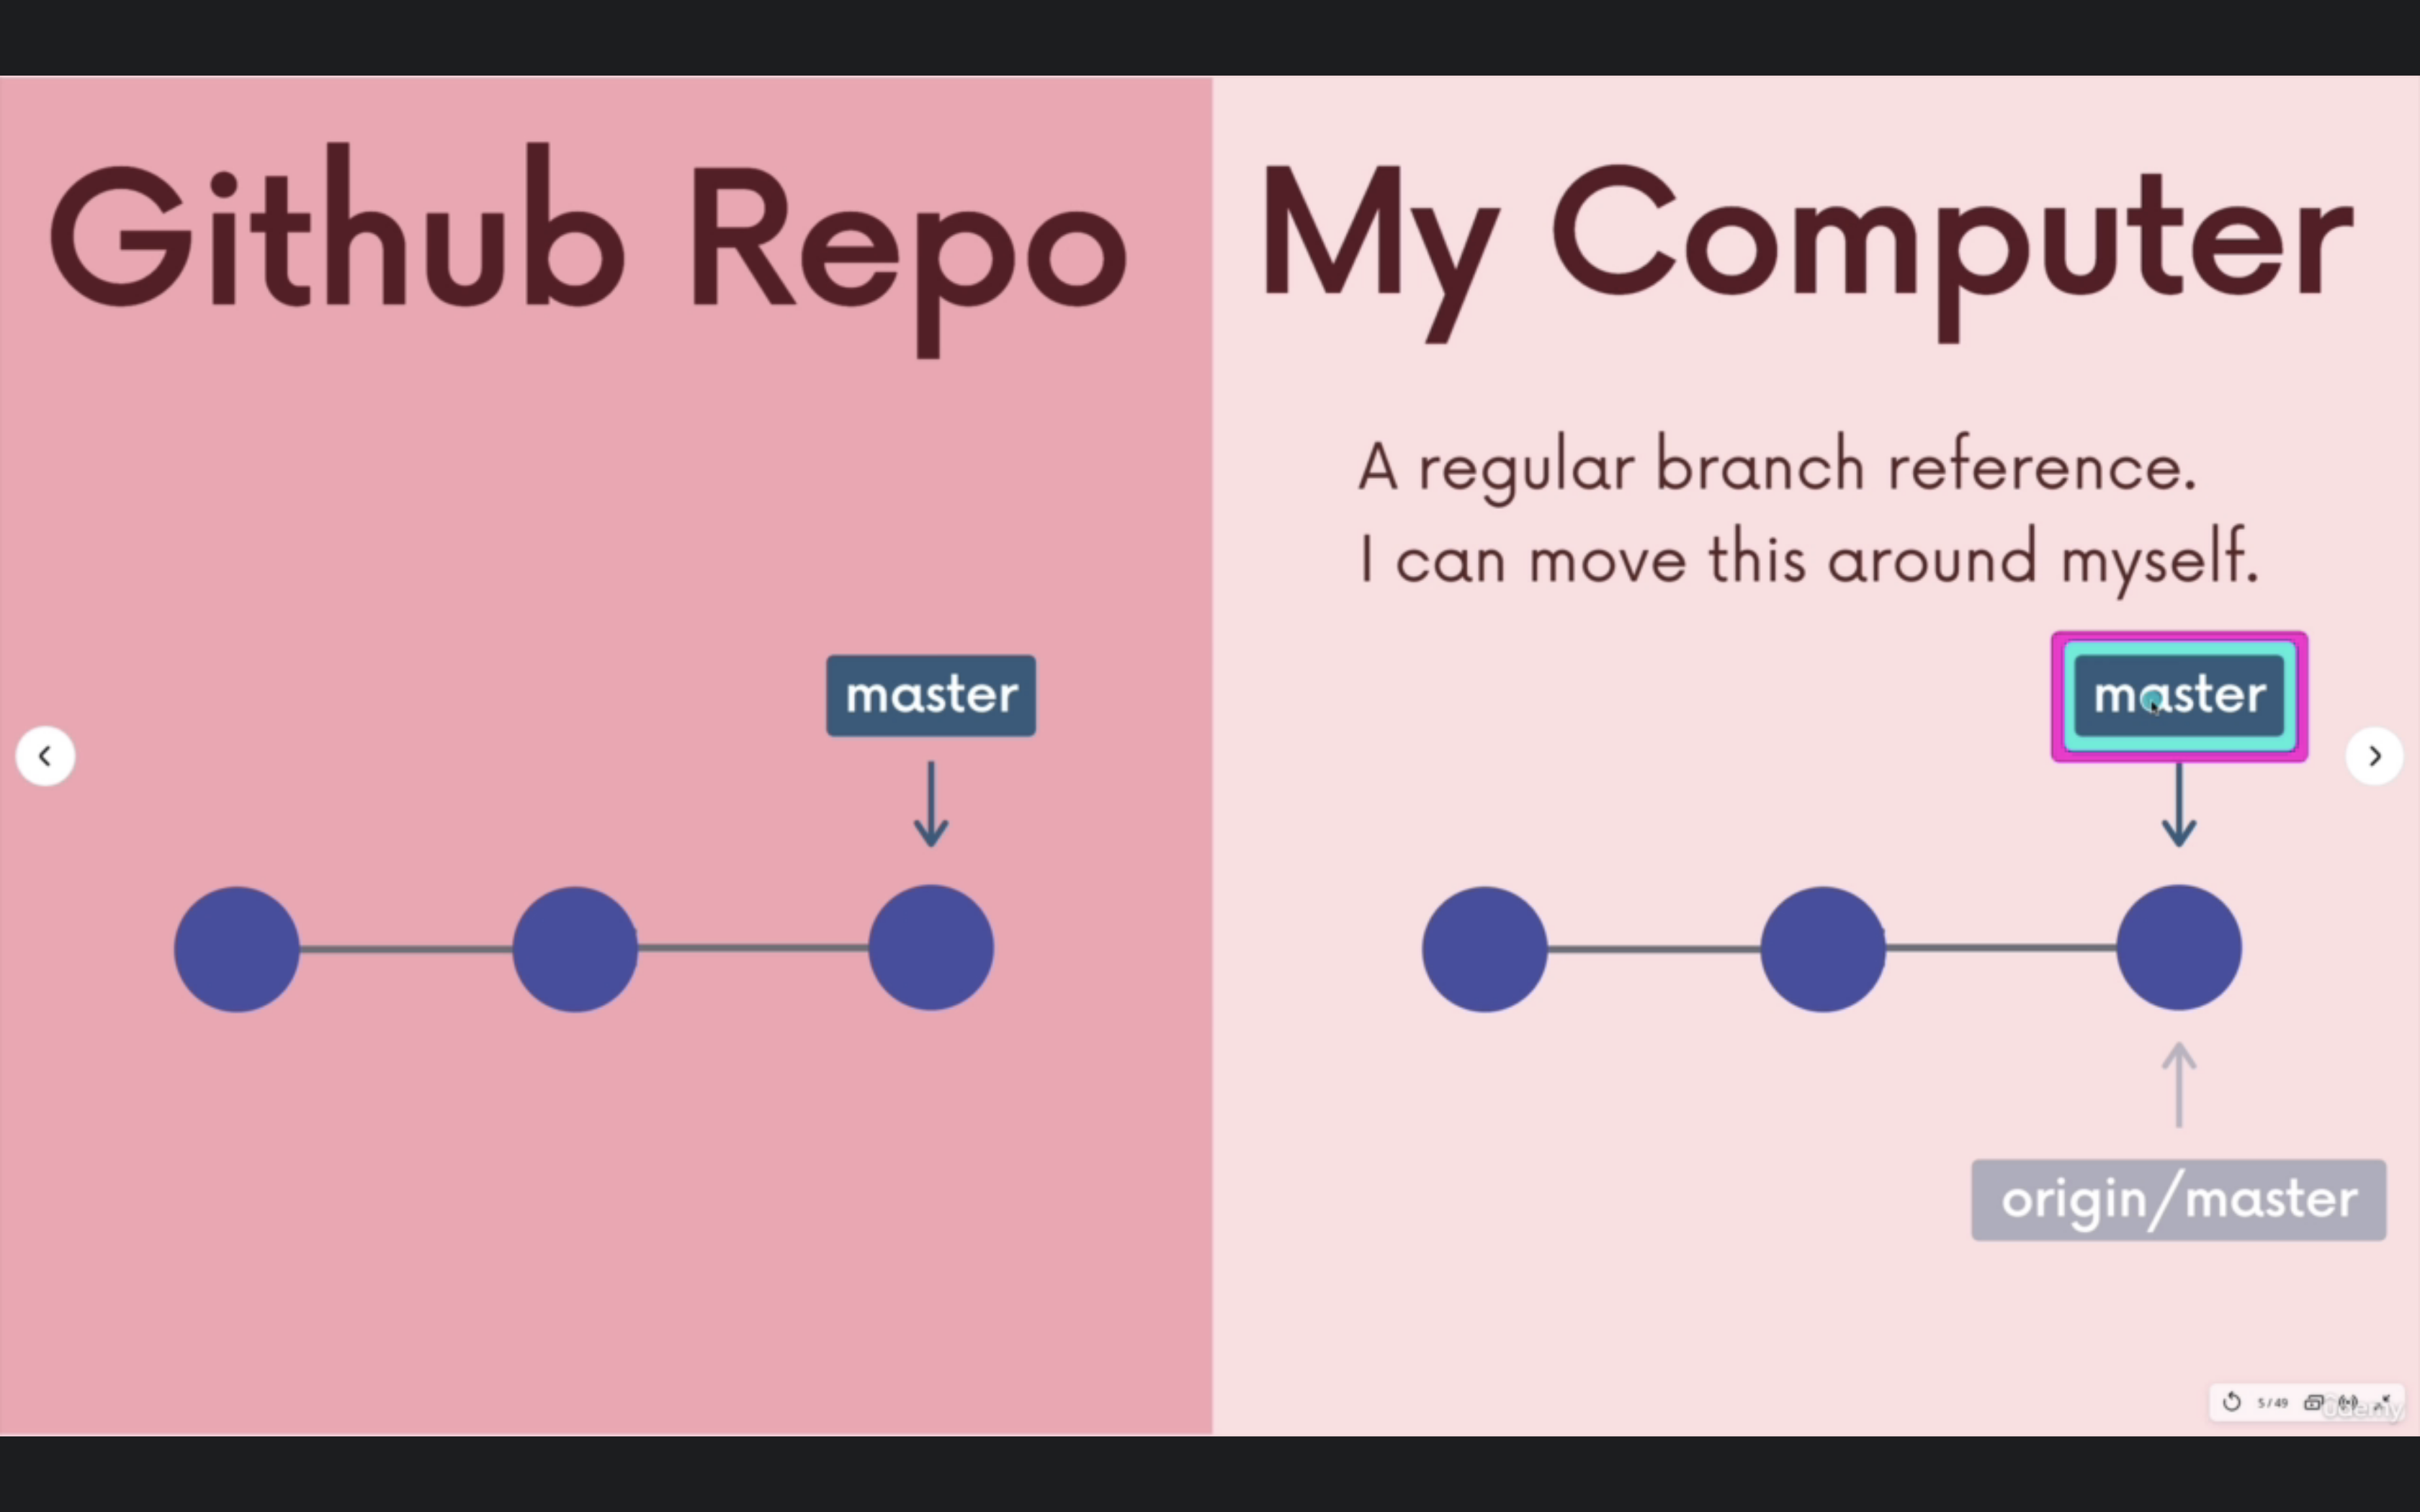 Github Repo
My Computer
A regular branch reference.
I can move this around myself.
master
master
origin/master
5/49
Udemy